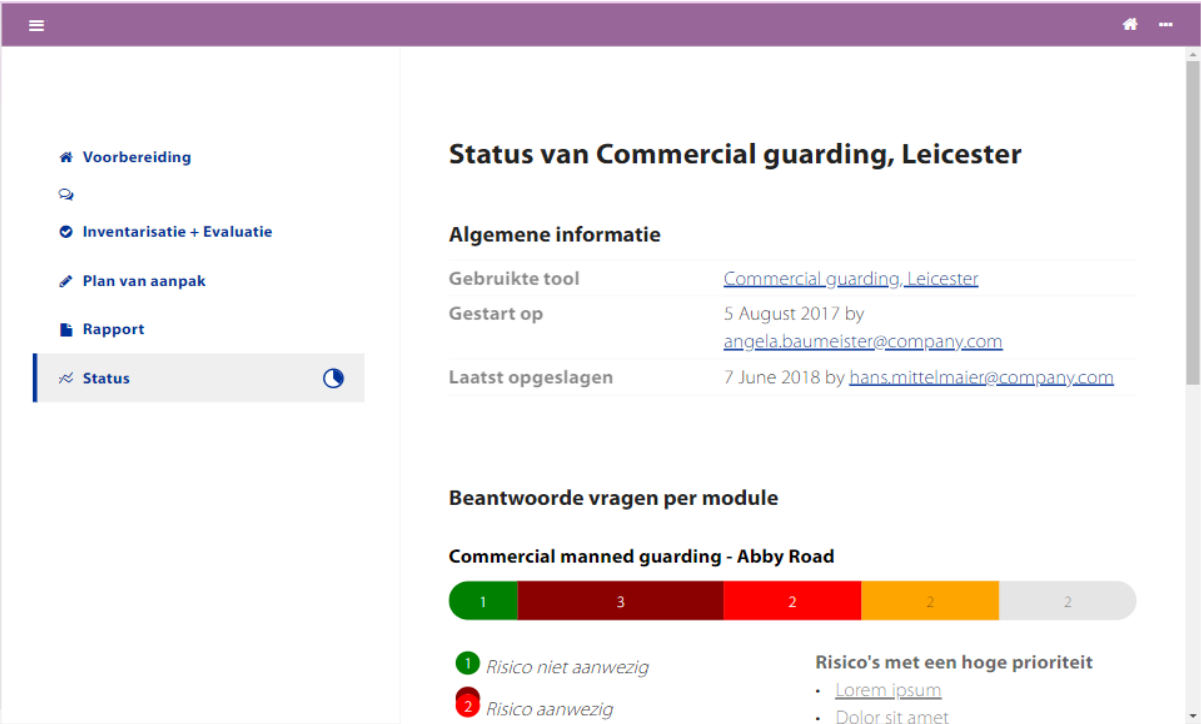 Voorbereiding
Inventarisatie + Evaluatie
Plan van aanpak
Rapport
Status
Status van Commercial guarding, Leicester
Algemene informatie
Gebruikte tool Commercial guarding, Leicester
Gestart op 5 August 2017 by
angela.baumeister@company.com
Laatst opgeslagen 7 June 2018 by hans.mittelmaier@company.com
Beantwoorde vragen per module
Commercial manned guarding - Abby Road
1 3 2 2 2
1 Risico niet aanwezig
2 Risico aanwezig
Risico's met een hoge prioriteit
• Lorem ipsum
• Dolor sit amet